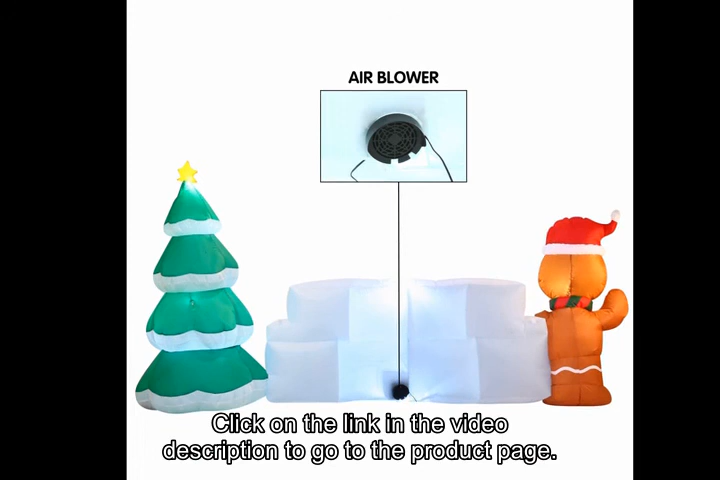 AIR BLOWER
Click on the link in the video
description to go to the product page.